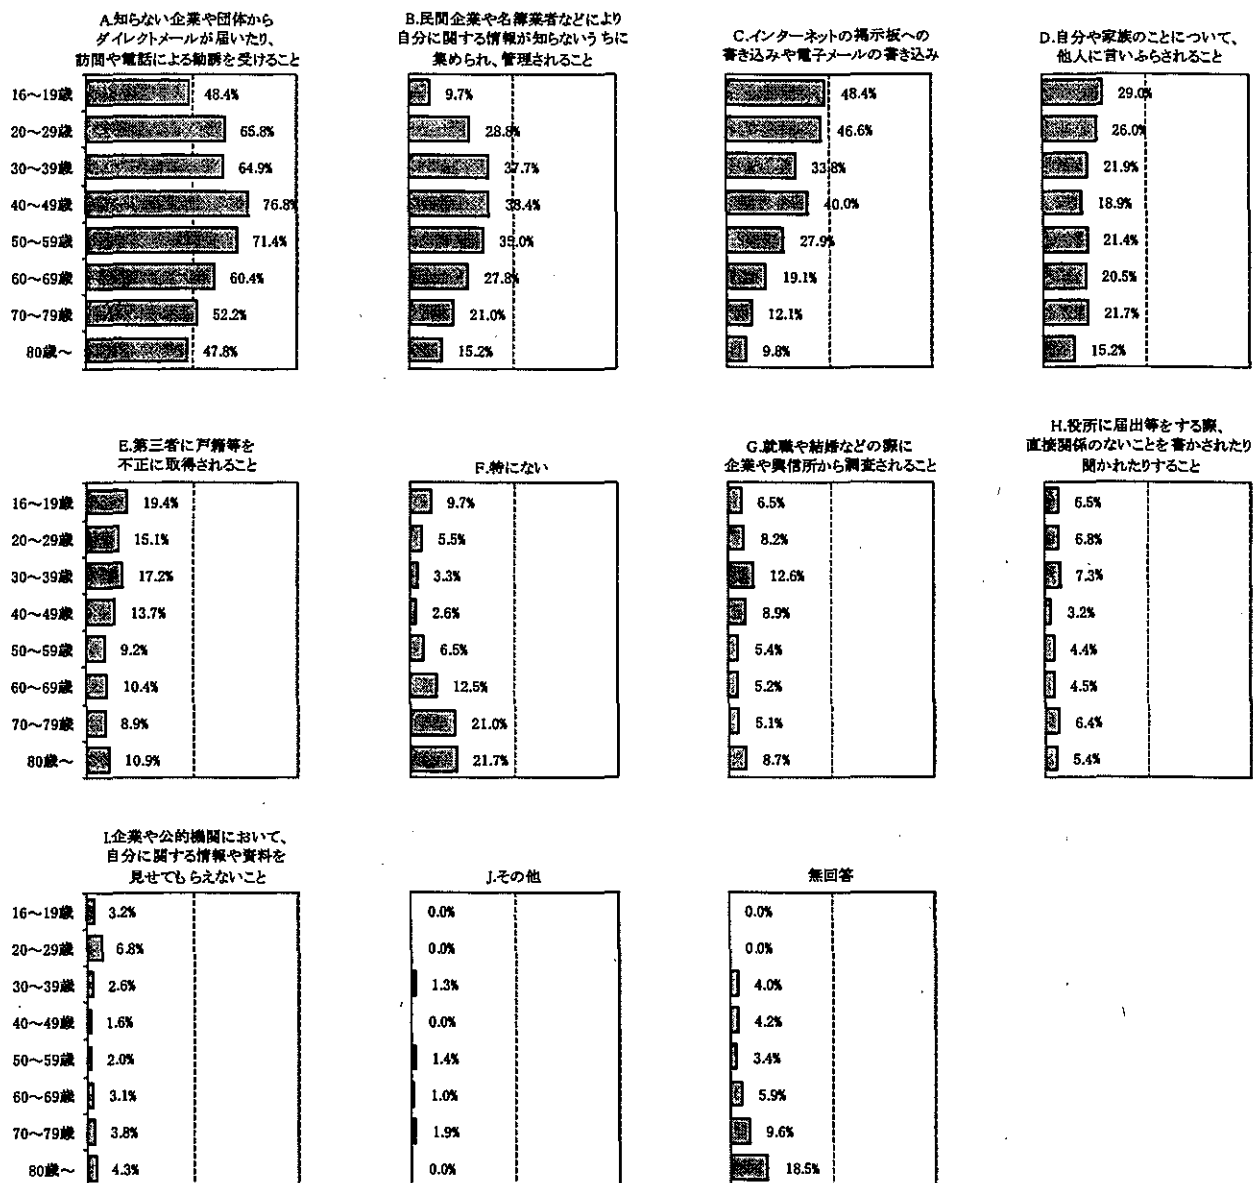 A.知らない企業や団体から
ダイレクトメールが届いたり、
訪問や電話による勧誘を受けること
16〜19歳 48.4%
20〜29歳 65.8%
30〜39歳 64.9%
40〜49歳 76.8%
50〜59歳 71.4%
60〜69歳 60.4%
70〜79歳 52.2%
80歳〜 47.8%
B.民間企業や名簿業者などにより
自分に関する情報が知らないうちに
集められ、管理されること
9.7%
28.8%
37.7%
38.4%
35.0%
27.8%
21.0%
15.2%
C.インターネットの掲示板への
書き込みや電子メールの書き込み
48.4%
46.6%
33.8%
40.0%
27.9%
19.1%
12.1%
9.8%
D.自分や家族のことについて、
他人に言いふらされること
29.0%
26.0%
21.9%
18.9%
21.4%
20.5%
21.7%
15.2%
E.第三者に戸籍等を
不正に取得されること
16〜19歳 19.4%
20〜29歳 15.1%
30〜39歳 17.2%
40〜49歳 13.7%
50〜59歳 9.2%
60〜69歳 10.4%
70〜79歳 8.9%
80歳〜 10.9%
F.特にない
9.7%
5.5%
3.3%
2.6%
6.5%
12.5%
21.0%
21.7%
G.就職や結婚などの際に
企業や興信所から調査されること
6.5%
8.2%
12.6%
8.9%
5.4%
5.2%
5.1%
8.7%
H.役所に届出等をする際、
直接関係のないことを書かされたり
聞かれたりすること
6.5%
6.8%
7.3%
3.2%
4.4%
4.5%
6.4%
5.4%
I.企業や公的機関において、
自分に関する情報や資料を
見せてもらえないこと
16〜19歳 3.2%
20〜29歳 6.8%
30〜39歳 2.6%
40〜49歳 1.6%
50〜59歳 2.0%
60〜69歳 3.1%
70〜79歳 3.8%
80歳〜 4.3%
J.その他
0.0%
0.0%
1.3%
0.0%
1.4%
1.0%
1.9%
0.0%
無回答
0.0%
0.0%
4.0%
4.2%
3.4%
5.9%
9.6%
18.5%